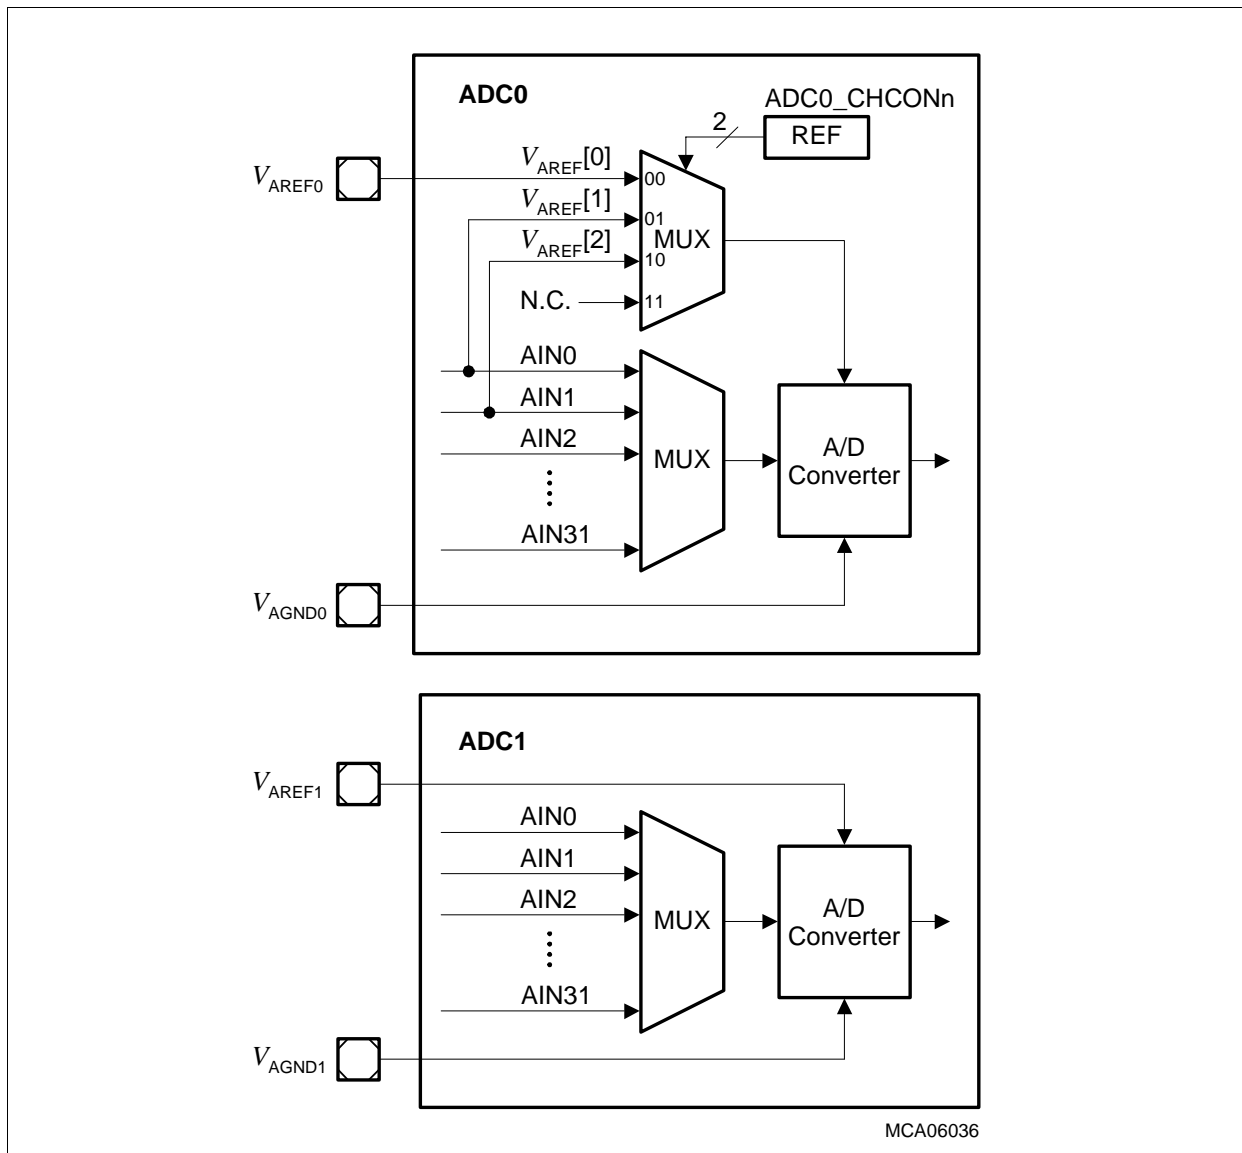 ADC0
ADC0_CHCONn
REF
2
VAREF0
VAREF[0]
00
VAREF[1]
01
MUX
VAREF[2]
10
N.C.
11
AIN0
AIN1
AIN2
MUX
A/D
Converter
AIN31
VAGND0
ADC1
VAREF1
AIN0
AIN1
AIN2
MUX
A/D
Converter
AIN31
VAGND1
MCA06036